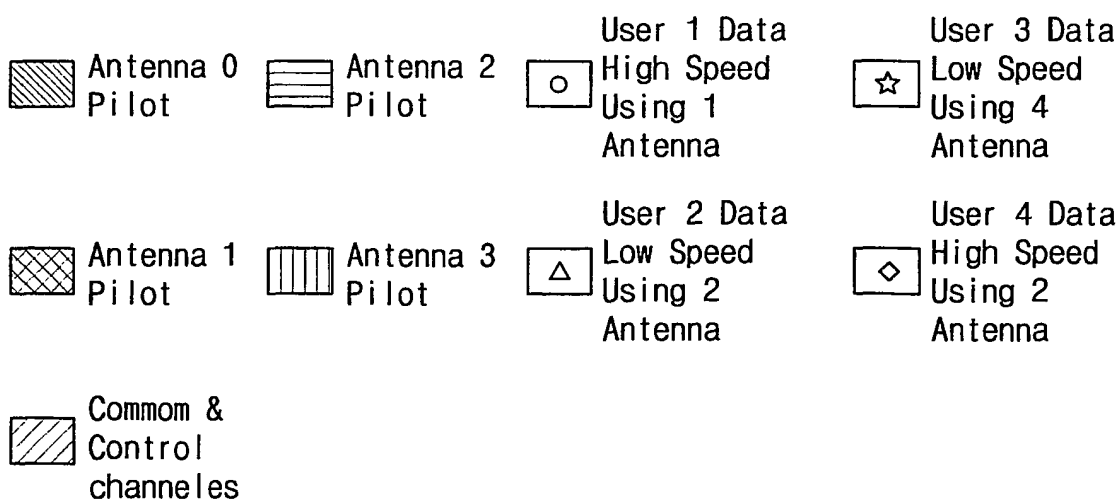 Antenna 0
Pilot
Antenna 2
Pilot
User 1 Data
High Speed
Using 1
Antenna
User 3 Data
Low Speed
Using 4
Antenna
Antenna 1
Pilot
Antenna 3
Pilot
User 2 Data
Low Speed
Using 2
Antenna
User 4 Data
High Speed
Using 2
Antenna
Commom &
Control
channeles